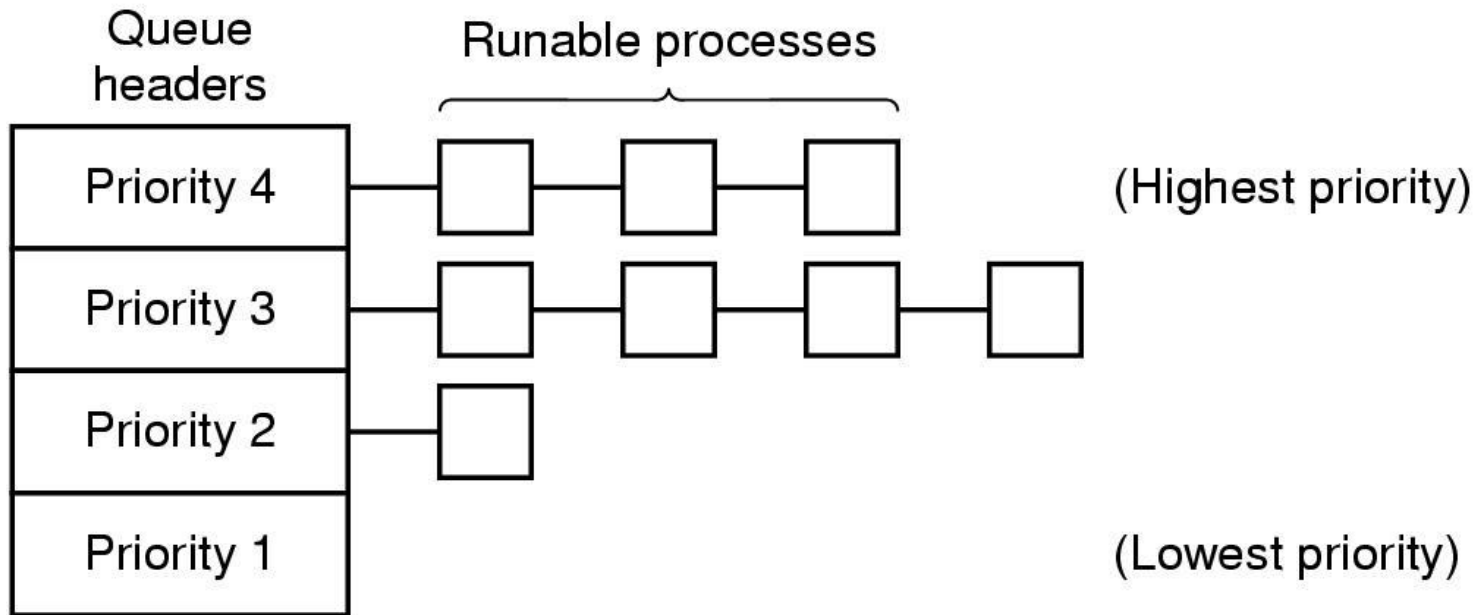 Queue
headers
Runable processes
Priority 4
(Highest priority)
Priority 3
Priority 2
Priority 1
(Lowest priority)